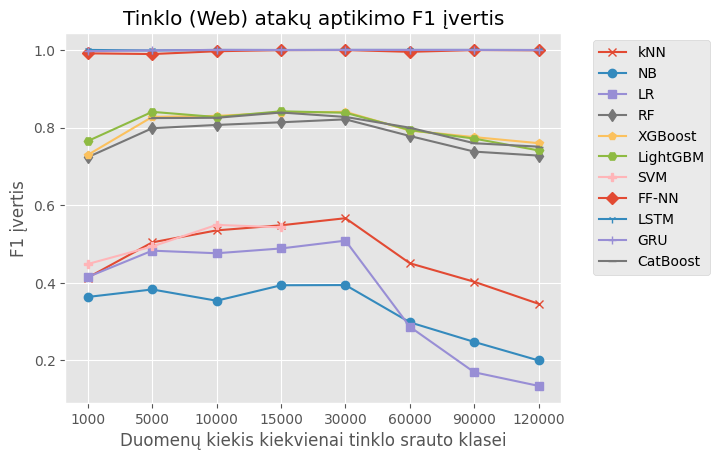 Tinklo (Web) atakų aptikimo F1 įvertis
1.0
0.8
0.6
0.4
0.2
F1 įvertis
1000 5000 10000 15000 30000 60000 90000 120000
Duomenų kiekis kiekvienai tinklo srauto klasei
kNN
NB
LR
RF
XGBoost
LightGBM
SVM
FF-NN
LSTM
GRU
CatBoost